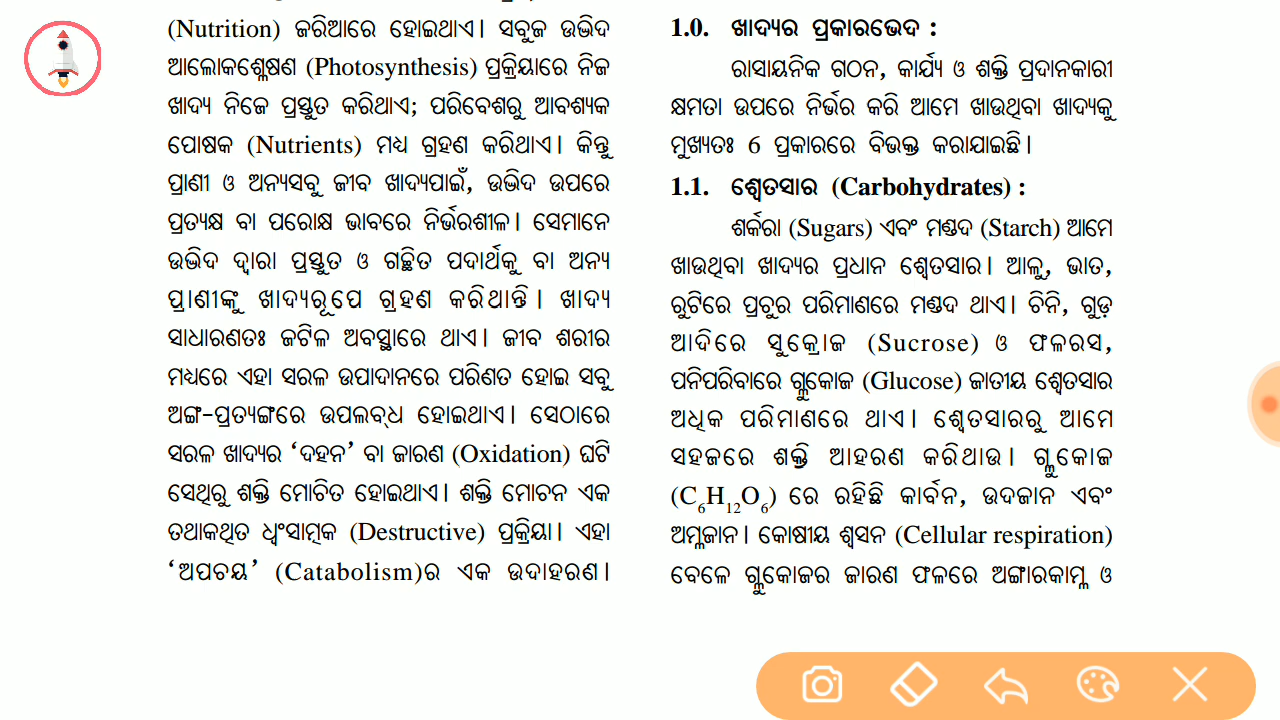 (Nutrition) ଜରିଆରେ ହୋଇଥାଏ। ସବୁଜ ଉଦ୍ଭିଦ
ଆଲୋକଶ୍ଳେଷଣ (Photosynthesis) ପ୍ରକ୍ରିୟାରେ ନିଜ
ଖାଦ୍ୟ ନିଜେ ପ୍ରସ୍ତୁତ କରିଥାଏ; ପରିବେଶରୁ ଆବଶ୍ୟକ
ପୋଷକ (Nutrients) ମଧ୍ୟ ଗ୍ରହଣ କରିଥାଏ। କିନ୍ତୁ
ପ୍ରାଣୀ ଓ ଅନ୍ୟସବୁ ଜୀବ ଖାଦ୍ୟପାଇଁ, ଉଦ୍ଭିଦ ଉପରେ
ପ୍ରତ୍ୟକ୍ଷ ବା ପରୋକ୍ଷ ଭାବରେ ନିର୍ଭରଶୀଳ। ସେମାନେ
ଉଦ୍ଭିଦ ଦ୍ୱାରା ପ୍ରସ୍ତୁତ ଓ ଗଚ୍ଛିତ ପଦାର୍ଥକୁ ବା ଅନ୍ୟ
ପ୍ରାଣୀଙ୍କୁ ଖାଦ୍ୟରୂପେ ଗ୍ରହଣ କରିଥାନ୍ତି। ଖାଦ୍ୟ
ସାଧାରଣତଃ ଜଟିଳ ଅବସ୍ଥାରେ ଥାଏ। ଜୀବ ଶରୀର
ମଧ୍ୟରେ ଏହା ସରଳ ଉପାଦାନରେ ପରିଣତ ହୋଇ ସବୁ
ଅଙ୍ଗ-ପ୍ରତ୍ୟଙ୍ଗରେ ଉପଲବ୍ଧ ହୋଇଥାଏ। ସେଠାରେ
ସରଳ ଖାଦ୍ୟର ‘ଦହନ’ ବା ଜାରଣ (Oxidation) ଘଟି
ସେଥିରୁ ଶକ୍ତି ମୋଚିତ ହୋଇଥାଏ। ଶକ୍ତି ମୋଚନ ଏକ
ତଥାକଥିତ ଧ୍ୱଂସାତ୍ମକ (Destructive) ପ୍ରକ୍ରିୟା। ଏହା
‘ଅପଚୟ’ (Catabolism)ର ଏକ ଉଦାହରଣ।
1.0. ଖାଦ୍ୟର ପ୍ରକାରଭେଦ :
ରାସାୟନିକ ଗଠନ, କାର୍ଯ୍ୟ ଓ ଶକ୍ତି ପ୍ରଦାନକାରୀ
କ୍ଷମତା ଉପରେ ନିର୍ଭର କରି ଆମେ ଖାଉଥିବା ଖାଦ୍ୟକୁ
ମୁଖ୍ୟତଃ 6 ପ୍ରକାରରେ ବିଭକ୍ତ କରାଯାଇଛି।
1.1. ଶ୍ୱେତସାର (Carbohydrates) :
ଶର୍କରା (Sugars) ଏବଂ ମଣ୍ଡଦ (Starch) ଆମେ
ଖାଉଥିବା ଖାଦ୍ୟର ପ୍ରଧାନ ଶ୍ୱେତସାର। ଆଳୁ, ଭାତ,
ରୁଟିରେ ପ୍ରଚୁର ପରିମାଣରେ ମଣ୍ଡଦ ଥାଏ। ଚିନି, ଗୁଡ଼
ଆଦିରେ ସୁକ୍ରୋଜ (Sucrose) ଓ ଫଳରସ,
ପନିପରିବାରେ ଗ୍ଲୁକୋଜ (Glucose) ଜାତୀୟ ଶ୍ୱେତସାର
ଅଧିକ ପରିମାଣରେ ଥାଏ। ଶ୍ୱେତସାରରୁ ଆମେ
ସହଜରେ ଶକ୍ତି ଆହରଣ କରିଥାଉ। ଗ୍ଲୁକୋଜ
(C₆H₁₂O₆) ରେ ରହିଛି କାର୍ବନ, ଉଦଜାନ ଏବଂ
ଅମ୍ଳଜାନ। କୋଷୀୟ ଶ୍ୱସନ (Cellular respiration)
ବେଳେ ଗ୍ଲୁକୋଜର ଜାରଣ ଫଳରେ ଅଙ୍ଗାରକାମ୍ଳ ଓ